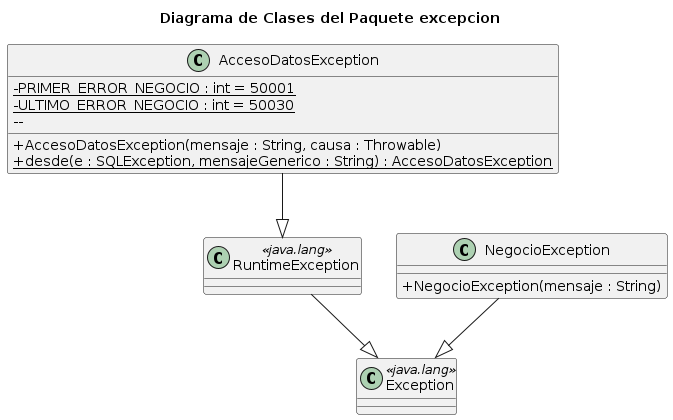 Diagrama de Clases del Paquete excepcion
C AccesoDatosException
-PRIMER_ERROR_NEGOCIO : int = 50001
-ULTIMO_ERROR_NEGOCIO : int = 50030
--
+AccesoDatosException(mensaje : String, causa : Throwable)
+desde(e : SQLException, mensajeGenerico : String) : AccesoDatosException
C «java.lang»
RuntimeException
C NegocioException
+NegocioException(mensaje : String)
C «java.lang»
Exception